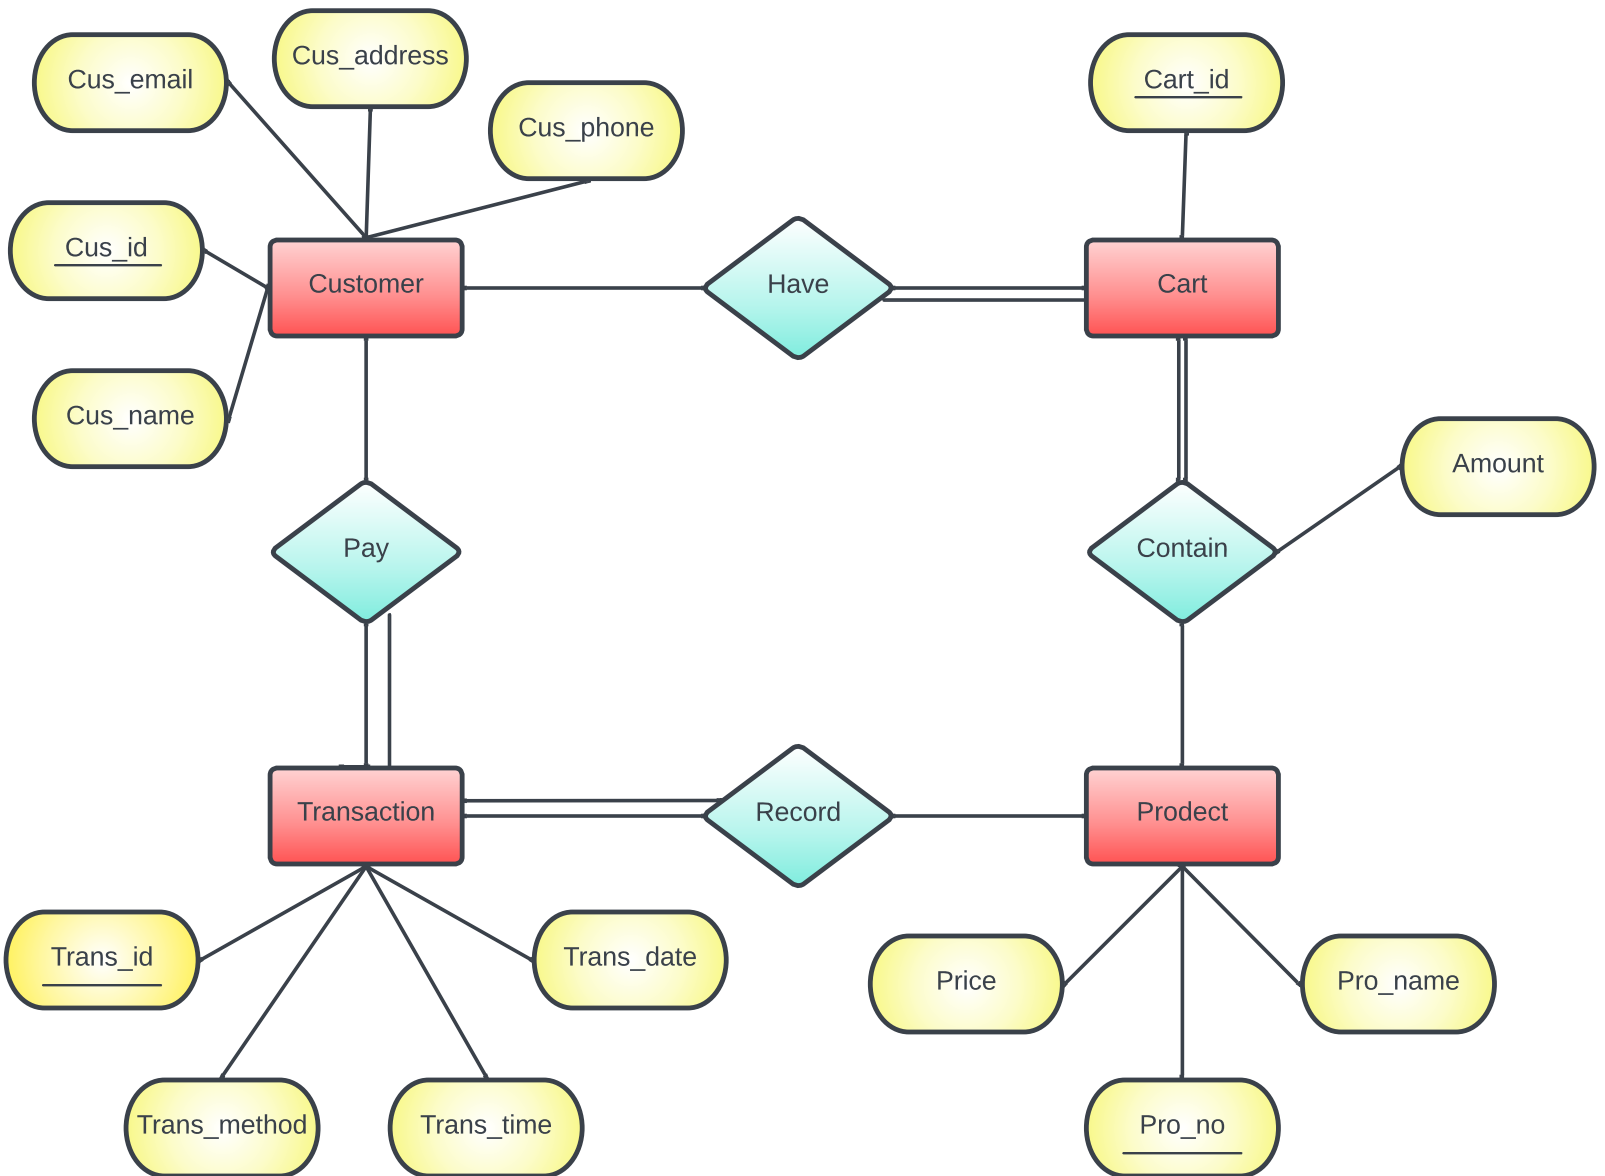 Cus_address
Cus_email
Cart_id
Cus_phone
Cus_id
Customer
Have
Cart
Cus_name
Amount
Pay
Contain
Transaction
Record
Prodect
Trans_id
Trans_date
Price
Pro_name
Trans_method
Trans_time
Pro_no